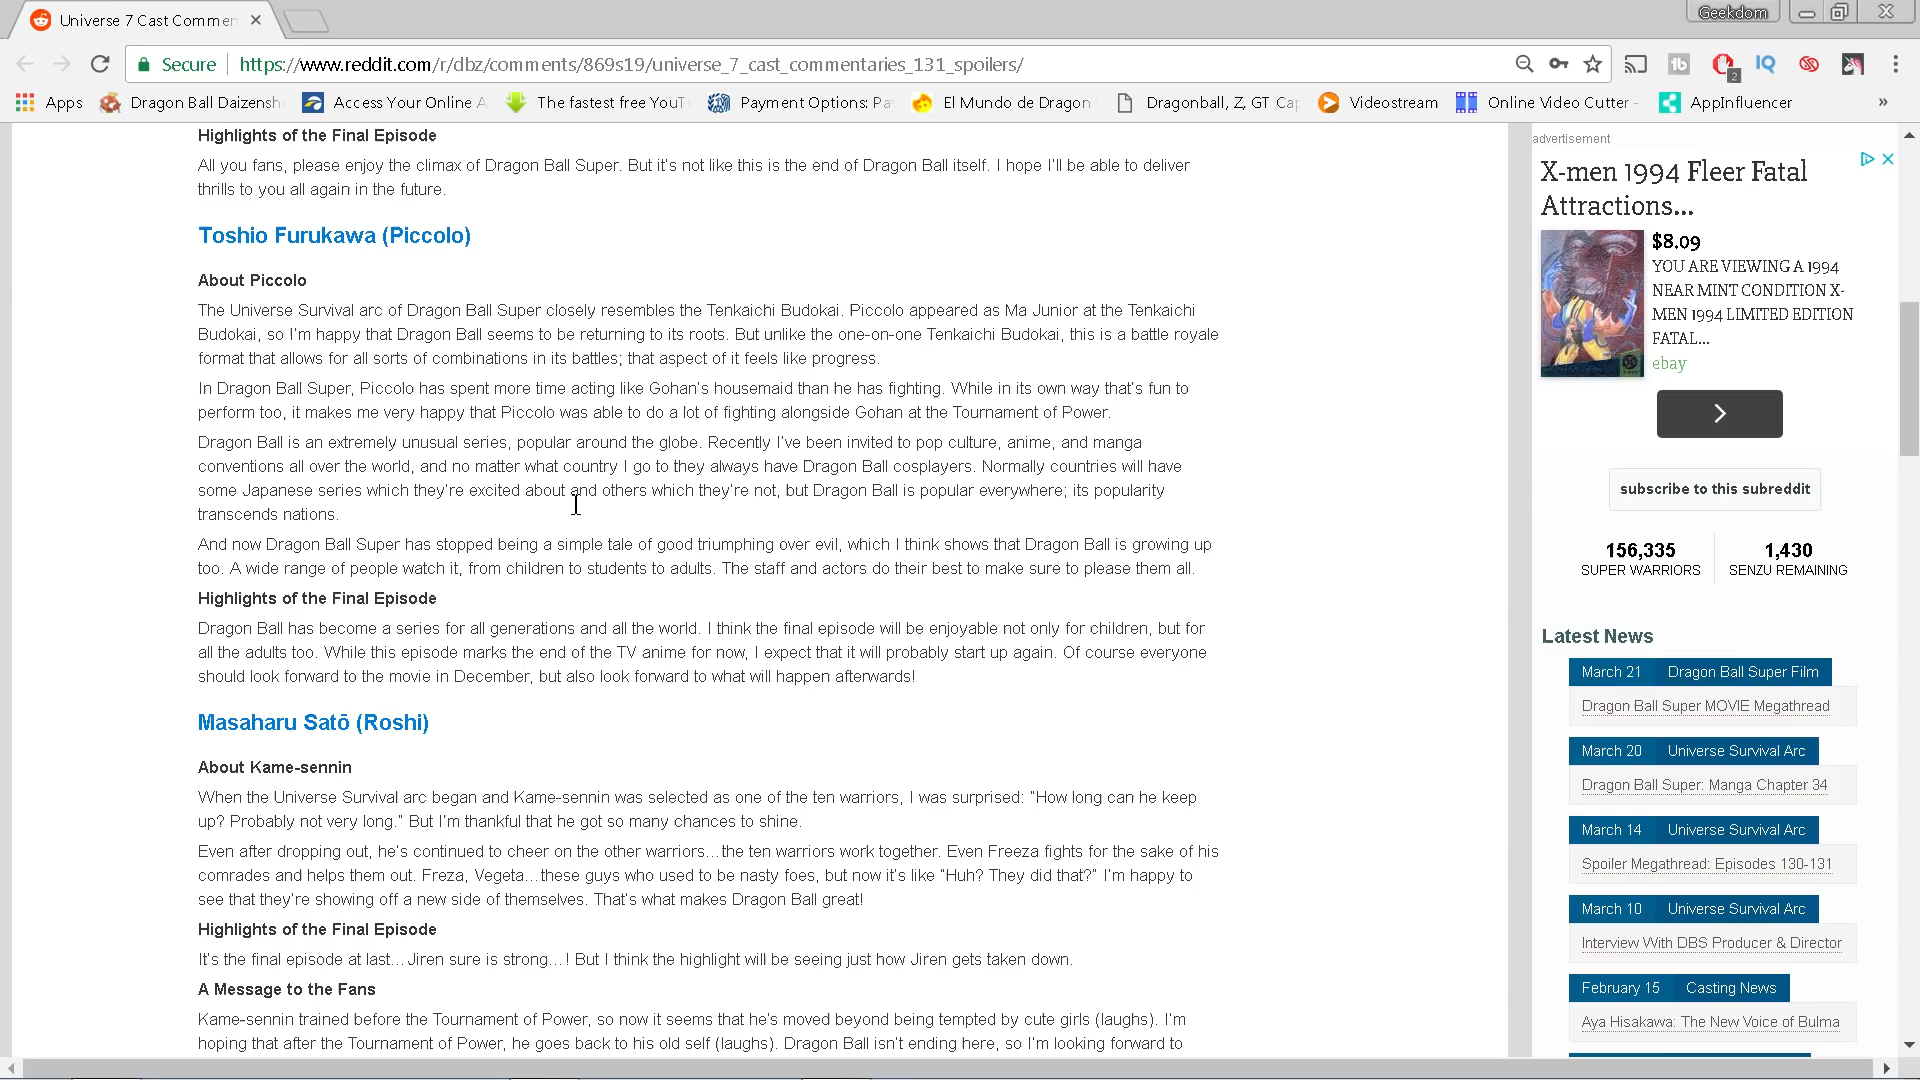 Universe 7 Cast Commen
Geekdom
Secure
https://www.reddit.com/r/dbz/comments/869s19/universe_7_cast_commentaries_131_spoilers/
2
Apps
Dragon Ball Daizensh
Access Your Online A
The fastest free YouT
Payment Options: Pa
El Mundo de Dragon
Dragonball, Z, GT Cap
Videostream
Online Video Cutter -
AppInfluencer
Highlights of the Final Episode
All you fans, please enjoy the climax of Dragon Ball Super. But it's not like this is the end of Dragon Ball itself. I hope I'll be able to deliver
thrills to you all again in the future.
Toshio Furukawa (Piccolo)
About Piccolo
The Universe Survival arc of Dragon Ball Super closely resembles the Tenkaichi Budokai. Piccolo appeared as Ma Junior at the Tenkaichi
Budokai, so I'm happy that Dragon Ball seems to be returning to its roots. But unlike the one-on-one Tenkaichi Budokai, this is a battle royale
format that allows for all sorts of combinations in its battles; that aspect of it feels like progress.
In Dragon Ball Super, Piccolo has spent more time acting like Gohan's housemaid than he has fighting. While in its own way that's fun to
perform too, it makes me very happy that Piccolo was able to do a lot of fighting alongside Gohan at the Tournament of Power.
Dragon Ball is an extremely unusual series, popular around the globe. Recently I've been invited to pop culture, anime, and manga
conventions all over the world, and no matter what country I go to they always have Dragon Ball cosplayers. Normally countries will have
some Japanese series which they're excited about and others which they're not, but Dragon Ball is popular everywhere; its popularity
transcends nations.
And now Dragon Ball Super has stopped being a simple tale of good triumphing over evil, which I think shows that Dragon Ball is growing up
too. A wide range of people watch it, from children to students to adults. The staff and actors do their best to make sure to please them all.
Highlights of the Final Episode
Dragon Ball has become a series for all generations and all the world. I think the final episode will be enjoyable not only for children, but for
all the adults too. While this episode marks the end of the TV anime for now, I expect that it will probably start up again. Of course everyone
should look forward to the movie in December, but also look forward to what will happen afterwards!
Masaharu Satō (Roshi)
About Kame-sennin
When the Universe Survival arc began and Kame-sennin was selected as one of the ten warriors, I was surprised: "How long can he keep
up? Probably not very long." But I'm thankful that he got so many chances to shine.
Even after dropping out, he's continued to cheer on the other warriors…the ten warriors work together. Even Freeza fights for the sake of his
comrades and helps them out. Freza, Vegeta…these guys who used to be nasty foes, but now it's like "Huh? They did that?" I'm happy to
see that they're showing off a new side of themselves. That's what makes Dragon Ball great!
Highlights of the Final Episode
It's the final episode at last…Jiren sure is strong…! But I think the highlight will be seeing just how Jiren gets taken down.
A Message to the Fans
Kame-sennin trained before the Tournament of Power, so now it seems that he's moved beyond being tempted by cute girls (laughs). I'm
hoping that after the Tournament of Power, he goes back to his old self (laughs). Dragon Ball isn't ending here, so I'm looking forward to
advertisement
X-men 1994 Fleer Fatal
Attractions...
$8.09
YOU ARE VIEWING A 1994
NEAR MINT CONDITION X-
MEN 1994 LIMITED EDITION
FATAL...
ebay
subscribe to this subreddit
156,335
SUPER WARRIORS
1,430
SENZU REMAINING
Latest News
March 21 Dragon Ball Super Film
Dragon Ball Super MOVIE Megathread
March 20 Universe Survival Arc
Dragon Ball Super: Manga Chapter 34
March 14 Universe Survival Arc
Spoiler Megathread: Episodes 130-131
March 10 Universe Survival Arc
Interview With DBS Producer & Director
February 15 Casting News
Aya Hisakawa: The New Voice of Bulma